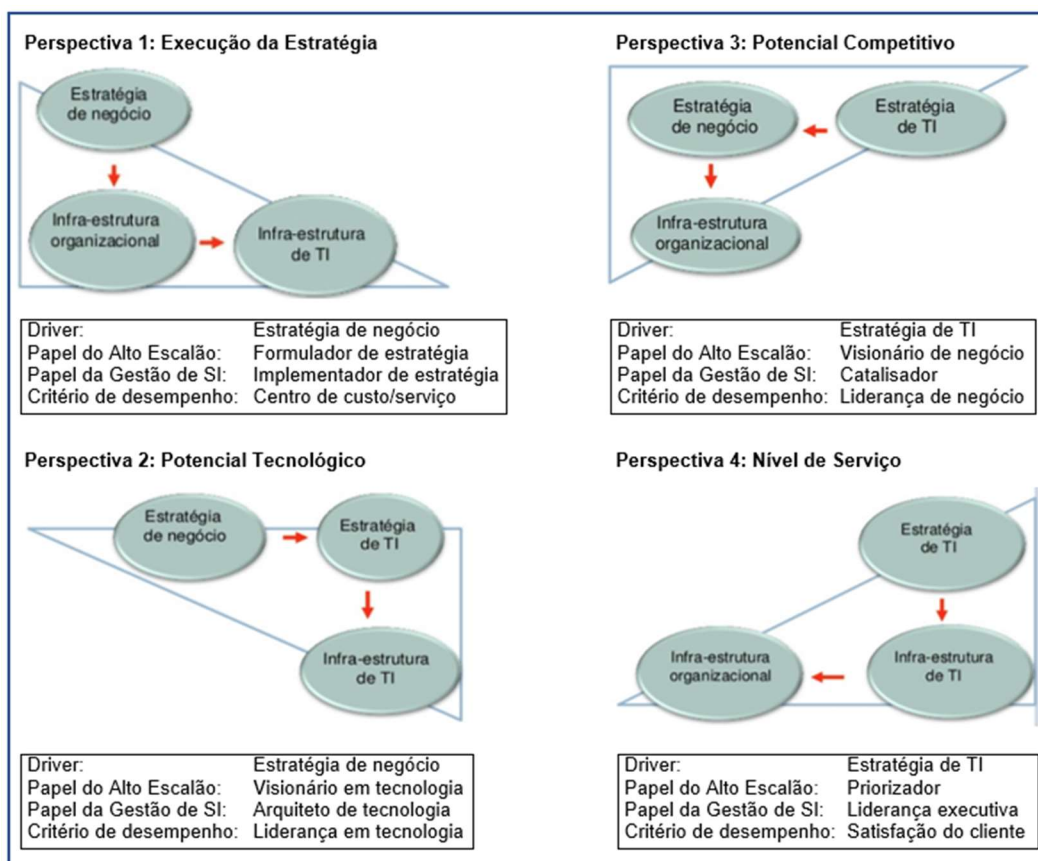 Perspectiva 1: Execução da Estratégia
Estratégia
de negócio
Infra-estrutura
organizacional
Infra-estrutura
de TI
Driver: Estratégia de negócio
Papel do Alto Escalão: Formulador de estratégia
Papel da Gestão de SI: Implementador de estratégia
Critério de desempenho: Centro de custo/serviço
Perspectiva 3: Potencial Competitivo
Estratégia
de negócio
Estratégia
de TI
Infra-estrutura
organizacional
Driver: Estratégia de TI
Papel do Alto Escalão: Visionário de negócio
Papel da Gestão de SI: Catalisador
Critério de desempenho: Liderança de negócio
Perspectiva 2: Potencial Tecnológico
Estratégia
de negócio
Estratégia
de TI
Infra-estrutura
de TI
Driver: Estratégia de negócio
Papel do Alto Escalão: Visionário em tecnologia
Papel da Gestão de SI: Arquiteto de tecnologia
Critério de desempenho: Liderança em tecnologia
Perspectiva 4: Nível de Serviço
Estratégia
de TI
Infra-estrutura
organizacional
Infra-estrutura
de TI
Driver: Estratégia de TI
Papel do Alto Escalão: Priorizador
Papel da Gestão de SI: Liderança executiva
Critério de desempenho: Satisfação do cliente